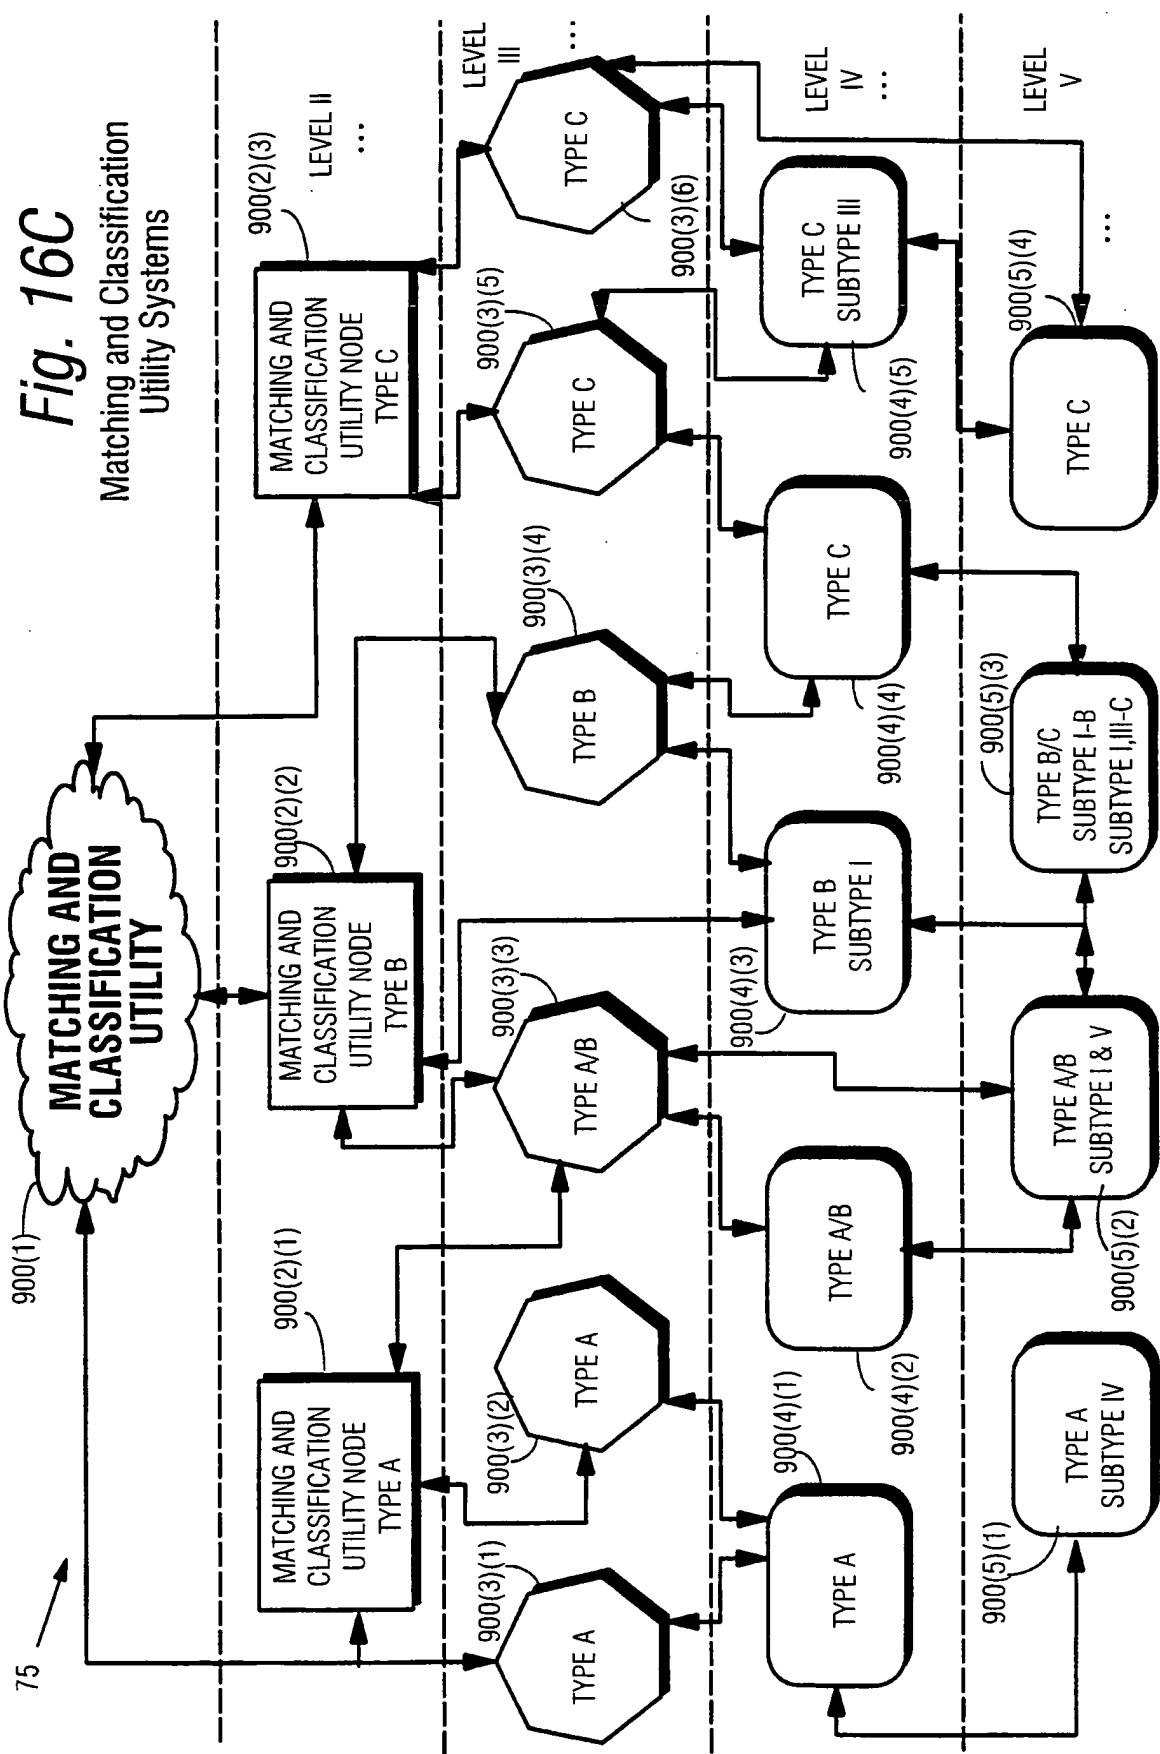 Fig. 16C
Matching and Classification
Utility Systems
75
900(1)
MATCHING AND
CLASSIFICATION
UTILITY
LEVEL II
...
900(2)(1)
MATCHING AND
CLASSIFICATION
UTILITY NODE
TYPE A
900(2)(2)
MATCHING AND
CLASSIFICATION
UTILITY NODE
TYPE B
900(2)(3)
MATCHING AND
CLASSIFICATION
UTILITY NODE
TYPE C
LEVEL
III
...
900(3)(1)
TYPE A
900(3)(2)
TYPE A
900(3)(3)
TYPE A/B
900(3)(4)
TYPE B
900(3)(5)
TYPE C
900(3)(6)
TYPE C
LEVEL
IV
...
900(4)(1)
TYPE A
900(4)(2)
TYPE A/B
900(4)(3)
TYPE B
SUBTYPE I
900(4)(4)
TYPE C
900(4)(5)
TYPE C
SUBTYPE III
LEVEL
V
...
900(5)(1)
TYPE A
SUBTYPE IV
900(5)(2)
TYPE A/B
SUBTYPE I & V
900(5)(3)
TYPE B/C
SUBTYPE I-B
SUBTYPE I,III-C
900(5)(4)
TYPE C